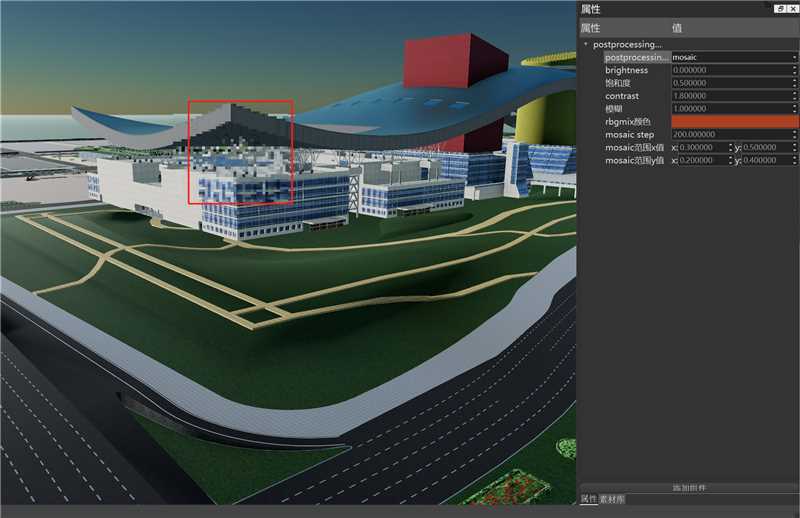 属性
属性 值
postprocessing...
postprocessin... mosaic
brightness 0.000000
饱和度 0.500000
contrast 1.800000
模糊 1.000000
rbgmix颜色
mosaic step 200.000000
mosaic范围x值 x: 0.300000 y: 0.500000
mosaic范围y值 x: 0.200000 y: 0.400000
添加组件
属性 素材库